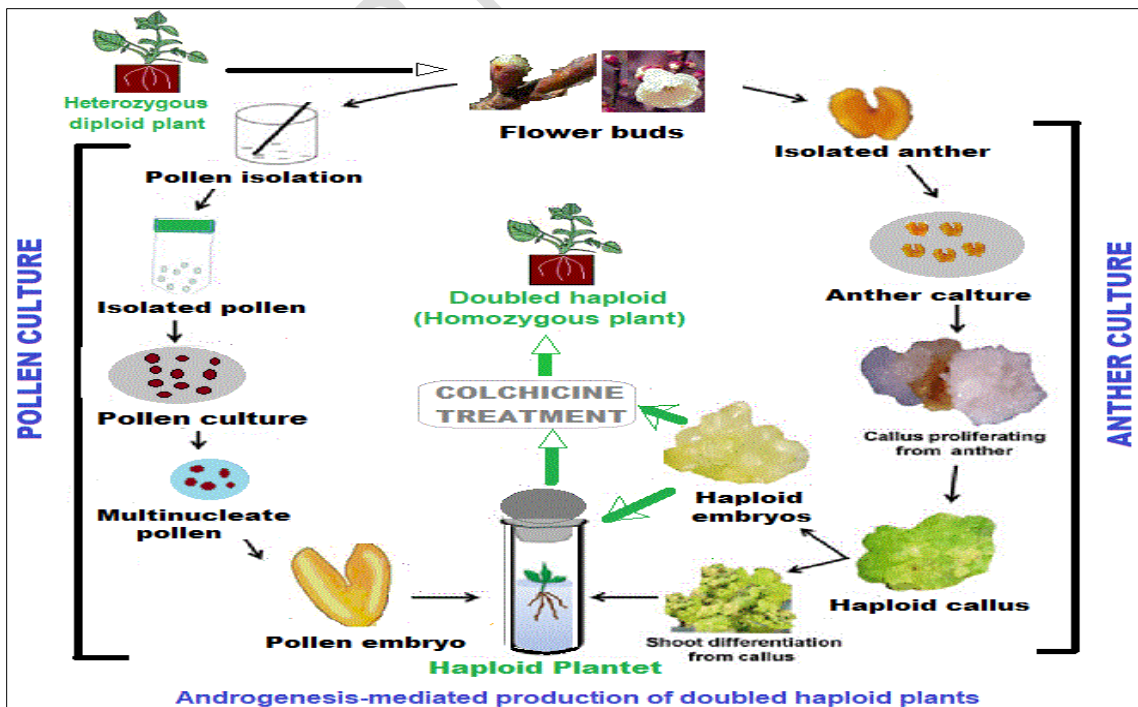 Heterozygous
diploid plant
Flower buds
Isolated anther
Pollen isolation
POLLEN CULTURE
Isolated pollen
Pollen culture
Multinucleate
pollen
Pollen embryo
Doubled haploid
(Homozygous plant)
COLCHICINE
TREATMENT
Haploid
embryos
Haploid Plantet
Anther calture
Callus proliferating
from anther
Haploid callus
Shoot differentiation
from callus
ANTHER CULTURE
Androgenesis-mediated production of doubled haploid plants